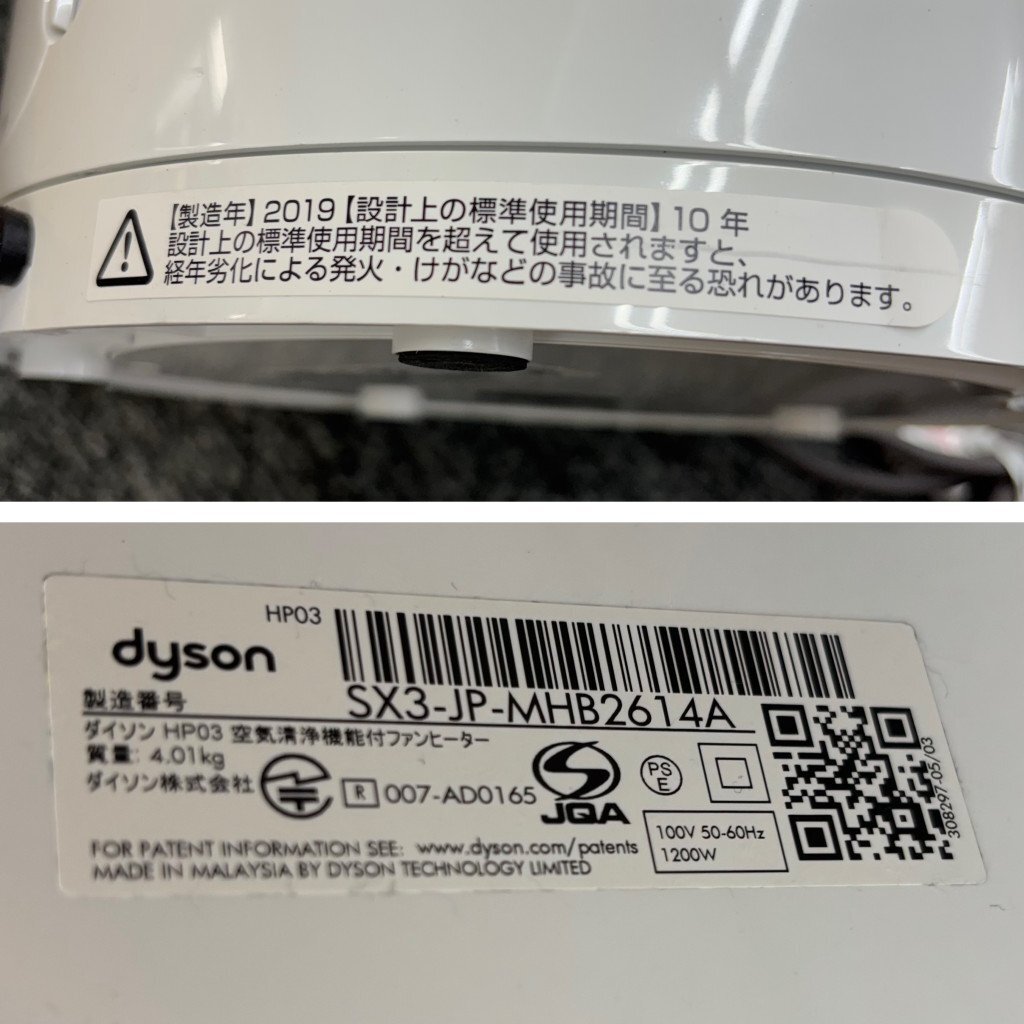 【製造年】2019【設計上の標準使用期間】10 年
設計上の標準使用期間を超えて使用されますと、
経年劣化による発火・けがなどの事故に至る恐れがあります。
HP03
dyson
製造番号 SX3-JP-MHB2614A
ダイソン HP03 空気清浄機能付ファンヒーター
質量: 4.01kg
ダイソン株式会社
R 007-AD0165
JQA
PS
E
100V 50-60Hz
1200W
308297-05/03
FOR PATENT INFORMATION SEE: www.dyson.com/patents
MADE IN MALAYSIA BY DYSON TECHNOLOGY LIMITED